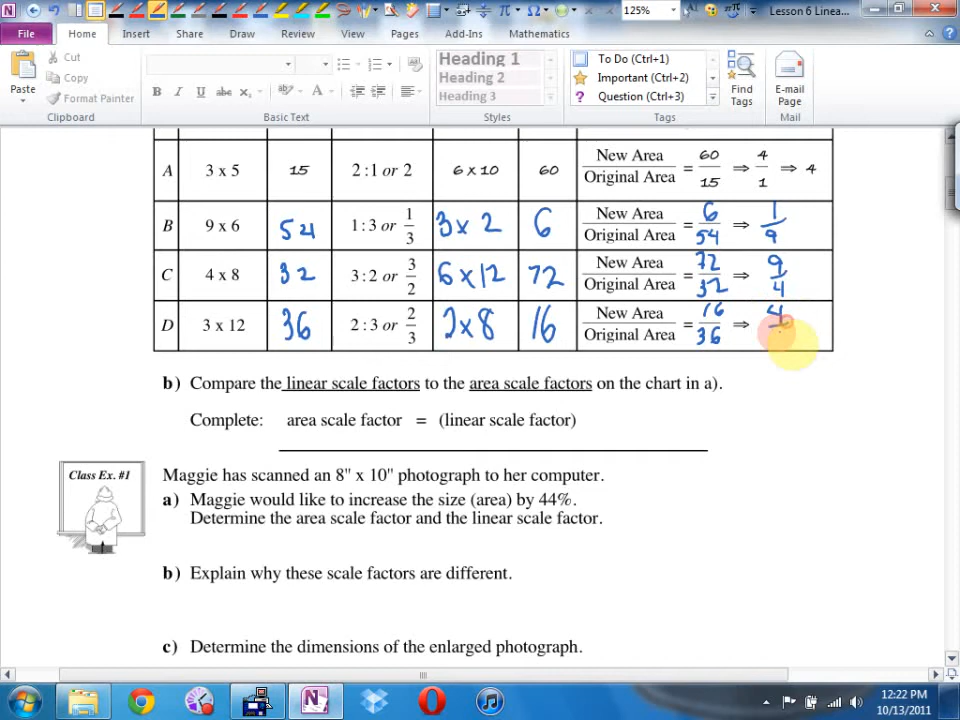 125%
Lesson 6 Linea...
File Home Insert Share Draw Review View Pages Add-Ins Mathematics
Paste
Cut
Copy
Format Painter
Clipboard
B I U abc X₂ A
Basic Text
Heading 1
Heading 2
Heading 3
Styles
To Do (Ctrl+1)
Important (Ctrl+2)
? Question (Ctrl+3)
Find Tags
Tags
E-mail Page
Mail
A 3 x 5 15 2 : 1 or 2 6 x 10 60 New Area / Original Area = 60/15 ⇒ 4/1 ⇒ 4
B 9 x 6 54 1 : 3 or 1/3 3 x 2 6 New Area / Original Area = 6/54 ⇒ 1/9
C 4 x 8 32 3 : 2 or 3/2 6 x 12 72 New Area / Original Area = 72/32 ⇒ 9/4
D 3 x 12 36 2 : 3 or 2/3 2 x 8 16 New Area / Original Area = 16/36 ⇒ 4
b) Compare the linear scale factors to the area scale factors on the chart in a).
Complete: area scale factor = (linear scale factor)
Class Ex. #1
Maggie has scanned an 8" x 10" photograph to her computer.
a) Maggie would like to increase the size (area) by 44%.
Determine the area scale factor and the linear scale factor.
b) Explain why these scale factors are different.
c) Determine the dimensions of the enlarged photograph.
12:22 PM
10/13/2011